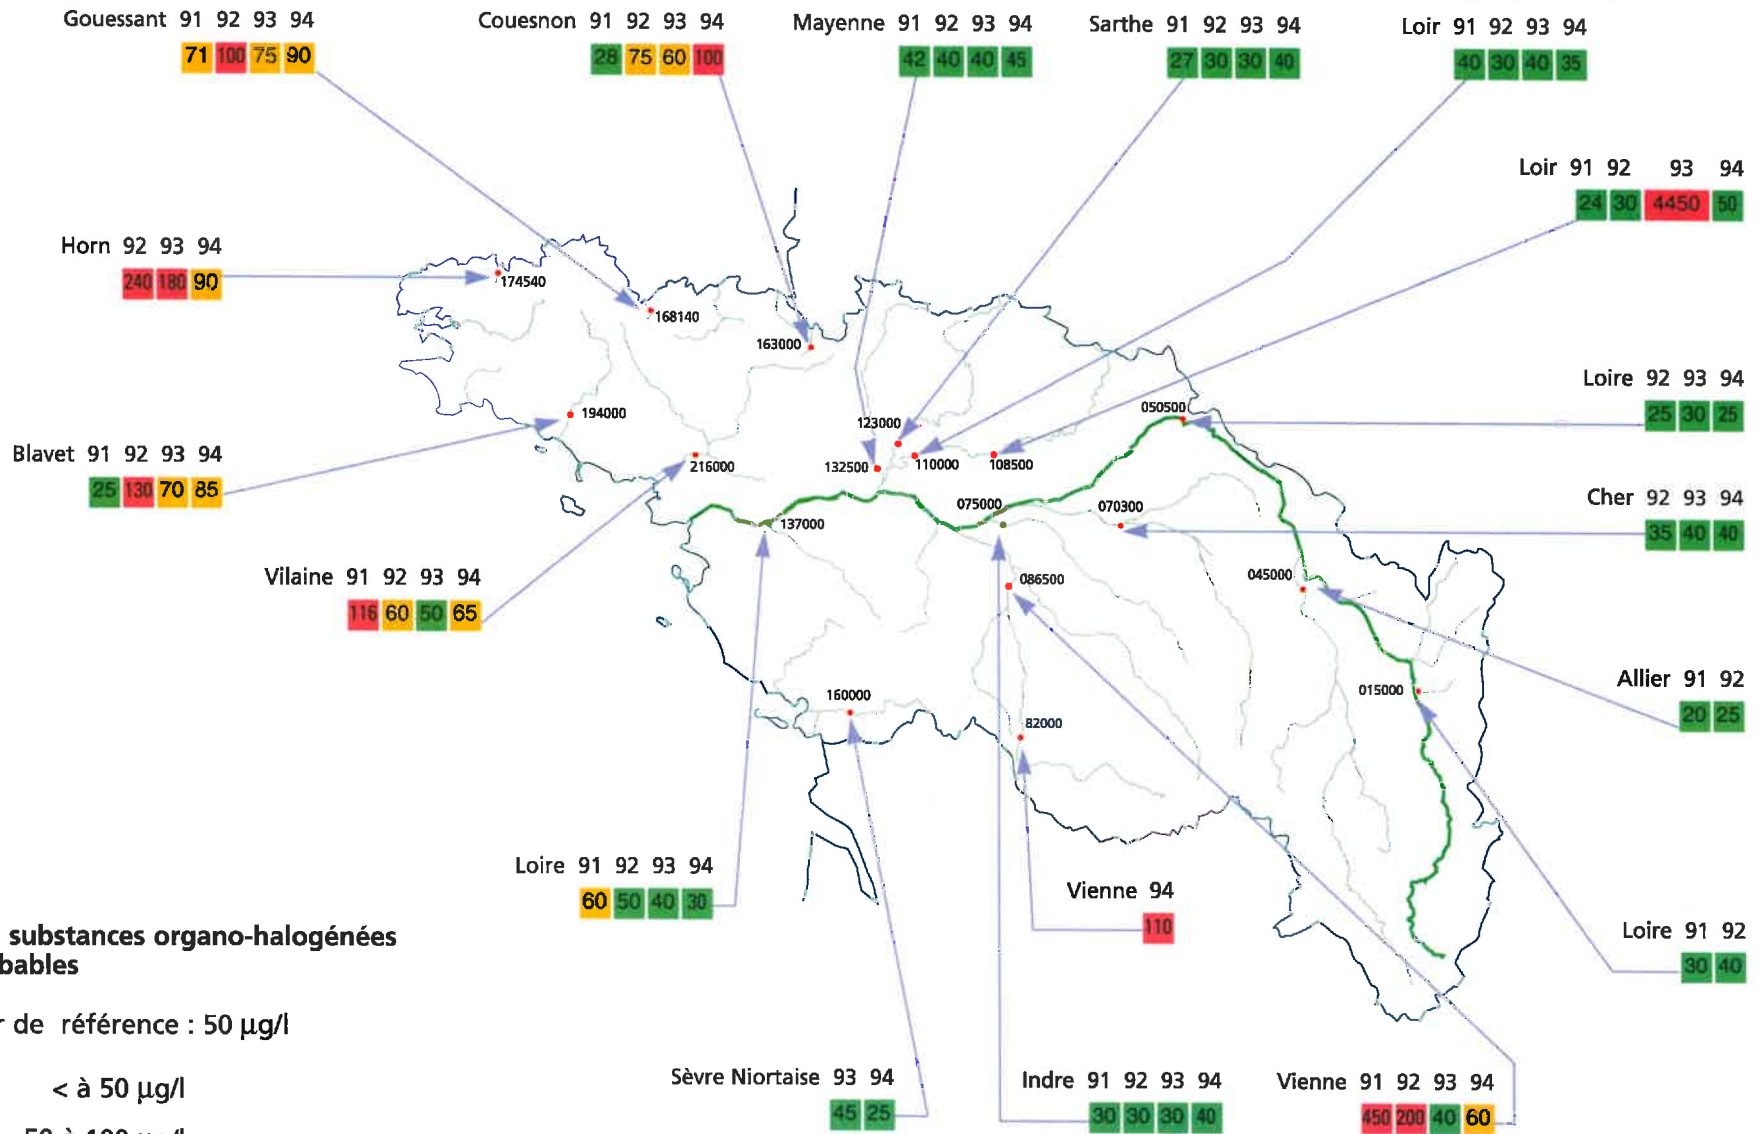 Gouessant 91 92 93 94
71 100 75 90
Couesnon 91 92 93 94
28 75 60 100
Mayenne 91 92 93 94
42 40 40 45
Sarthe 91 92 93 94
27 30 30 40
Loir 91 92 93 94
40 30 40 35
Loir 91 92 93 94
24 30 4450 50
Horn 92 93 94
240 180 90
174540
168140
163000
Loire 92 93 94
25 30 25
050500
194000
123000
Blavet 91 92 93 94
25 130 70 85
216000
132500
110000
108500
Cher 92 93 94
35 40 40
075000
070300
137000
Vilaine 91 92 93 94
116 60 50 65
086500
045000
Allier 91 92
20 25
015000
160000
82000
Loire 91 92 93 94
60 50 40 30
Vienne 94
110
Loire 91 92
30 40
substances organo-halogénées
bables
r de référence : 50 µg/l
< à 50 µg/l
50 à 100 µg/l
Sèvre Niortaise 93 94
45 25
Indre 91 92 93 94
30 30 30 40
Vienne 91 92 93 94
450 200 40 60